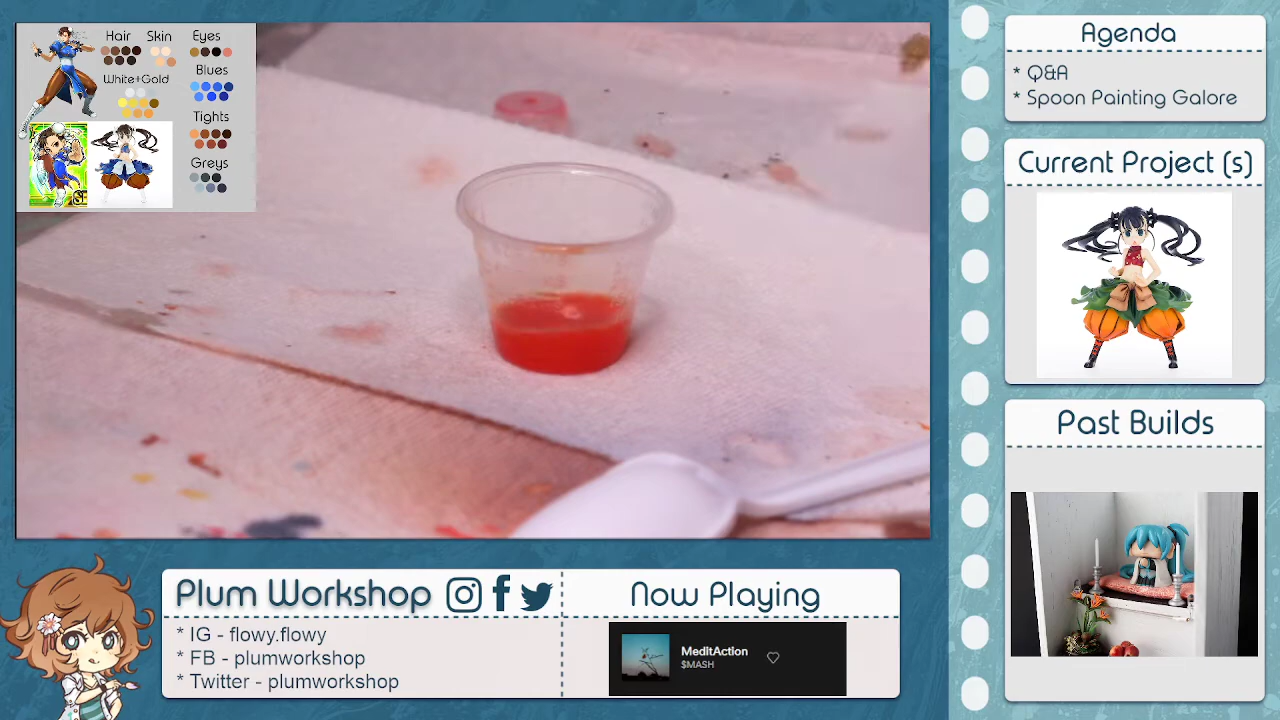 Hair Skin Eyes
White+Gold
Blues
Tights
Greys
Agenda
* Q&A
* Spoon Painting Galore
Current Project (s)
Past Builds
Plum Workshop
* IG - flowy.flowy
* FB - plumworkshop
* Twitter - plumworkshop
Now Playing
MeditAction
$MASH